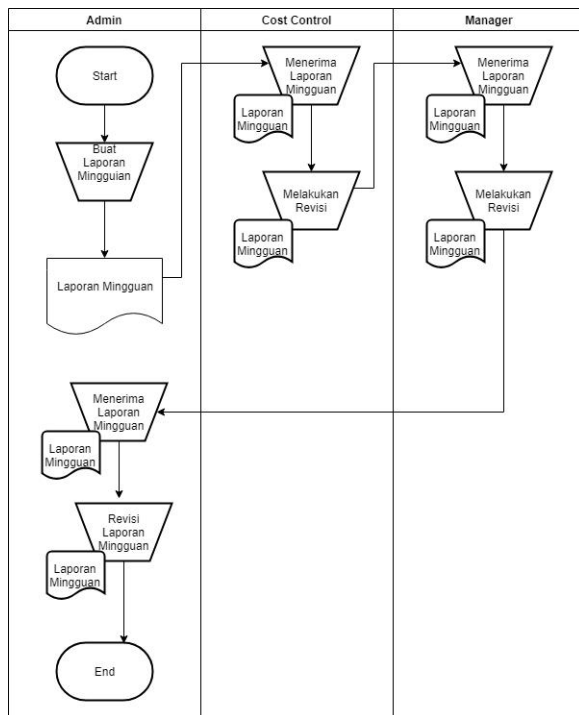 Admin
Cost Control
Manager
Start
Buat
Laporan
Mingguian
Laporan Mingguan
Menerima
Laporan
Mingguan
Laporan
Mingguan
Melakukan
Revisi
Laporan
Mingguan
Menerima
Laporan
Mingguan
Laporan
Mingguan
Melakukan
Revisi
Laporan
Mingguan
Menerima
Laporan
Mingguan
Laporan
Mingguan
Revisi
Laporan
Mingguan
Laporan
Mingguan
End